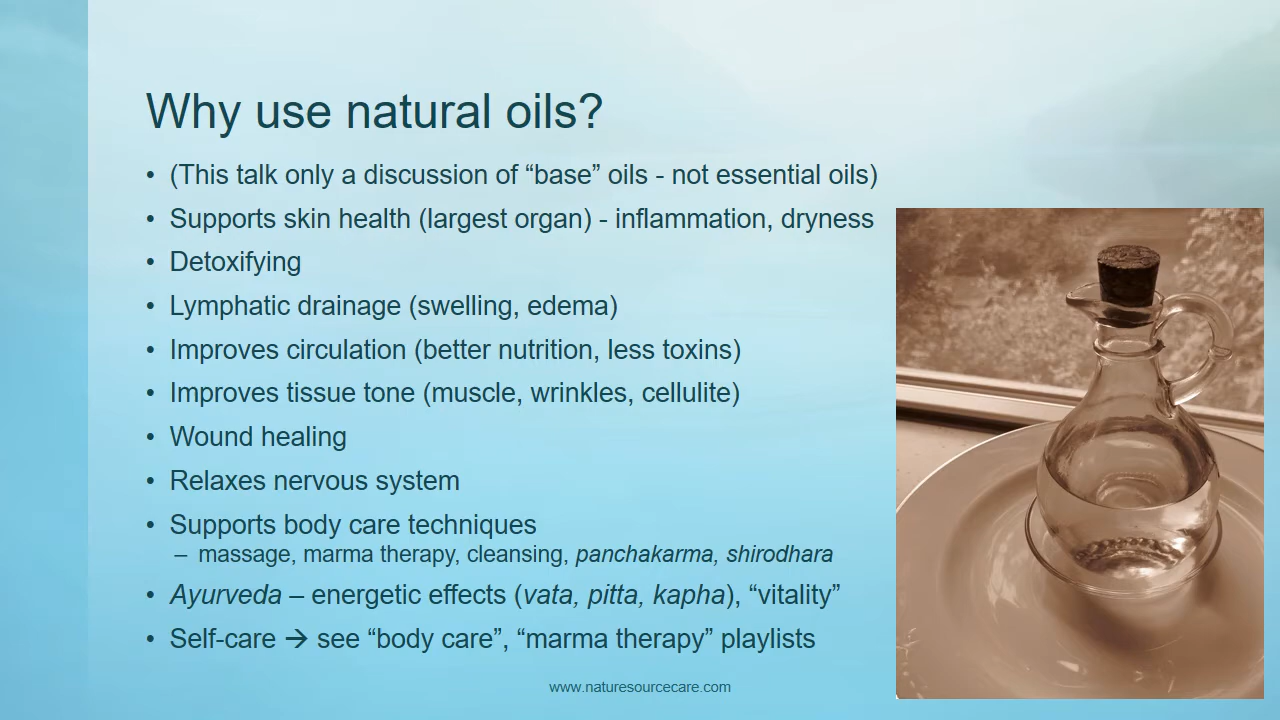 Why use natural oils?
• (This talk only a discussion of “base” oils - not essential oils)
• Supports skin health (largest organ) - inflammation, dryness
• Detoxifying
• Lymphatic drainage (swelling, edema)
• Improves circulation (better nutrition, less toxins)
• Improves tissue tone (muscle, wrinkles, cellulite)
• Wound healing
• Relaxes nervous system
• Supports body care techniques
– massage, marma therapy, cleansing, panchakarma, shirodhara
• Ayurveda – energetic effects (vata, pitta, kapha), “vitality”
• Self-care → see “body care”, “marma therapy” playlists
www.naturesourcecare.com